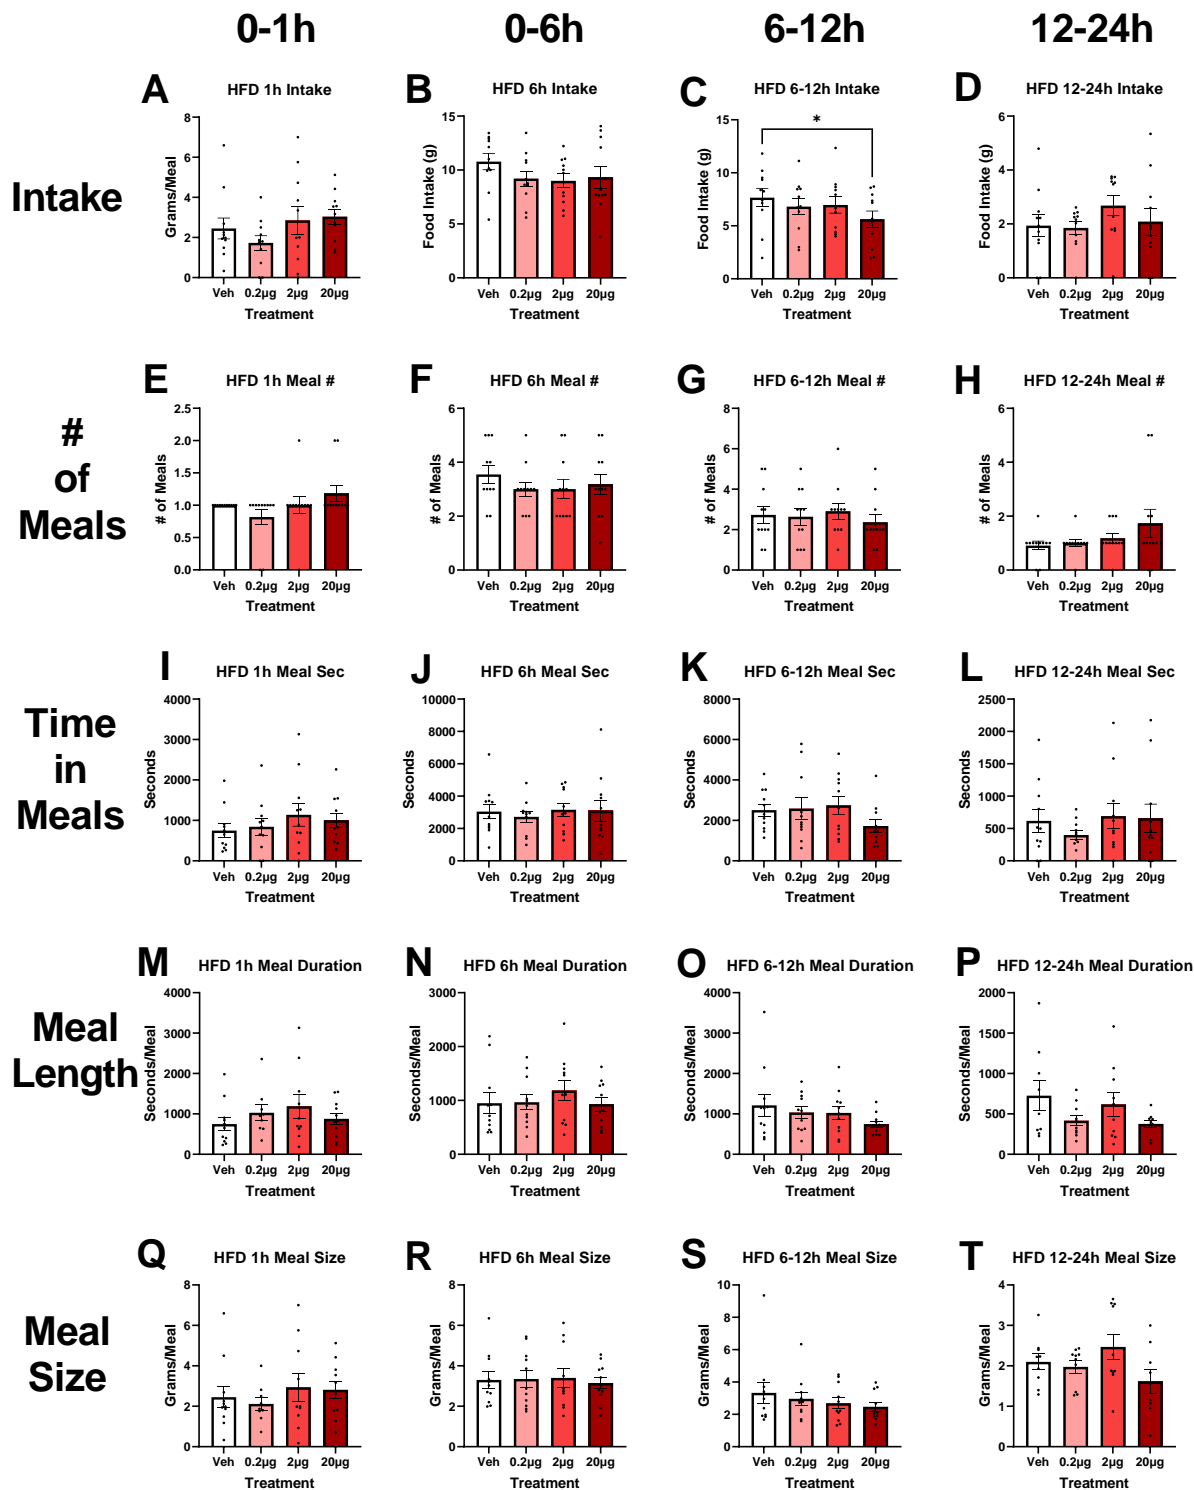 0-1h 0-6h 6-12h 12-24h
Intake
A HFD 1h Intake
Grams/Meal
8
6
4
2
0
Veh 0.2µg 2µg 20µg
Treatment
B HFD 6h Intake
Food Intake (g)
15
10
5
0
Veh 0.2µg 2µg 20µg
Treatment
C HFD 6-12h Intake
Food Intake (g)
15
10
5
0
*
Veh 0.2µg 2µg 20µg
Treatment
D HFD 12-24h Intake
Food Intake (g)
6
4
2
0
Veh 0.2µg 2µg 20µg
Treatment
#
of
Meals
E HFD 1h Meal #
# of Meals
2.5
2.0
1.5
1.0
0.5
0.0
Veh 0.2µg 2µg 20µg
Treatment
F HFD 6h Meal #
# of Meals
6
4
2
0
Veh 0.2µg 2µg 20µg
Treatment
G HFD 6-12h Meal #
# of Meals
8
6
4
2
0
Veh 0.2µg 2µg 20µg
Treatment
H HFD 12-24h Meal #
# of Meals
6
4
2
0
Veh 0.2µg 2µg 20µg
Treatment
Time
in
Meals
I HFD 1h Meal Sec
Seconds
4000
3000
2000
1000
0
Veh 0.2µg 2µg 20µg
Treatment
J HFD 6h Meal Sec
Seconds
10000
8000
6000
4000
2000
0
Veh 0.2µg 2µg 20µg
Treatment
K HFD 6-12h Meal Sec
Seconds
8000
6000
4000
2000
0
Veh 0.2µg 2µg 20µg
Treatment
L HFD 12-24h Meal Sec
Seconds
2500
2000
1500
1000
500
0
Veh 0.2µg 2µg 20µg
Treatment
Meal
Length
M HFD 1h Meal Duration
Seconds/Meal
4000
3000
2000
1000
0
Veh 0.2µg 2µg 20µg
Treatment
N HFD 6h Meal Duration
Seconds/Meal
3000
2000
1000
0
Veh 0.2µg 2µg 20µg
Treatment
O HFD 6-12h Meal Duration
Seconds/Meal
4000
3000
2000
1000
0
Veh 0.2µg 2µg 20µg
Treatment
P HFD 12-24h Meal Duration
Seconds/Meal
2000
1500
1000
500
0
Veh 0.2µg 2µg 20µg
Treatment
Meal
Size
Q HFD 1h Meal Size
Grams/Meal
8
6
4
2
0
Veh 0.2µg 2µg 20µg
Treatment
R HFD 6h Meal Size
Grams/Meal
8
6
4
2
0
Veh 0.2µg 2µg 20µg
Treatment
S HFD 6-12h Meal Size
Grams/Meal
10
8
6
4
2
0
Veh 0.2µg 2µg 20µg
Treatment
T HFD 12-24h Meal Size
Grams/Meal
4
3
2
1
0
Veh 0.2µg 2µg 20µg
Treatment